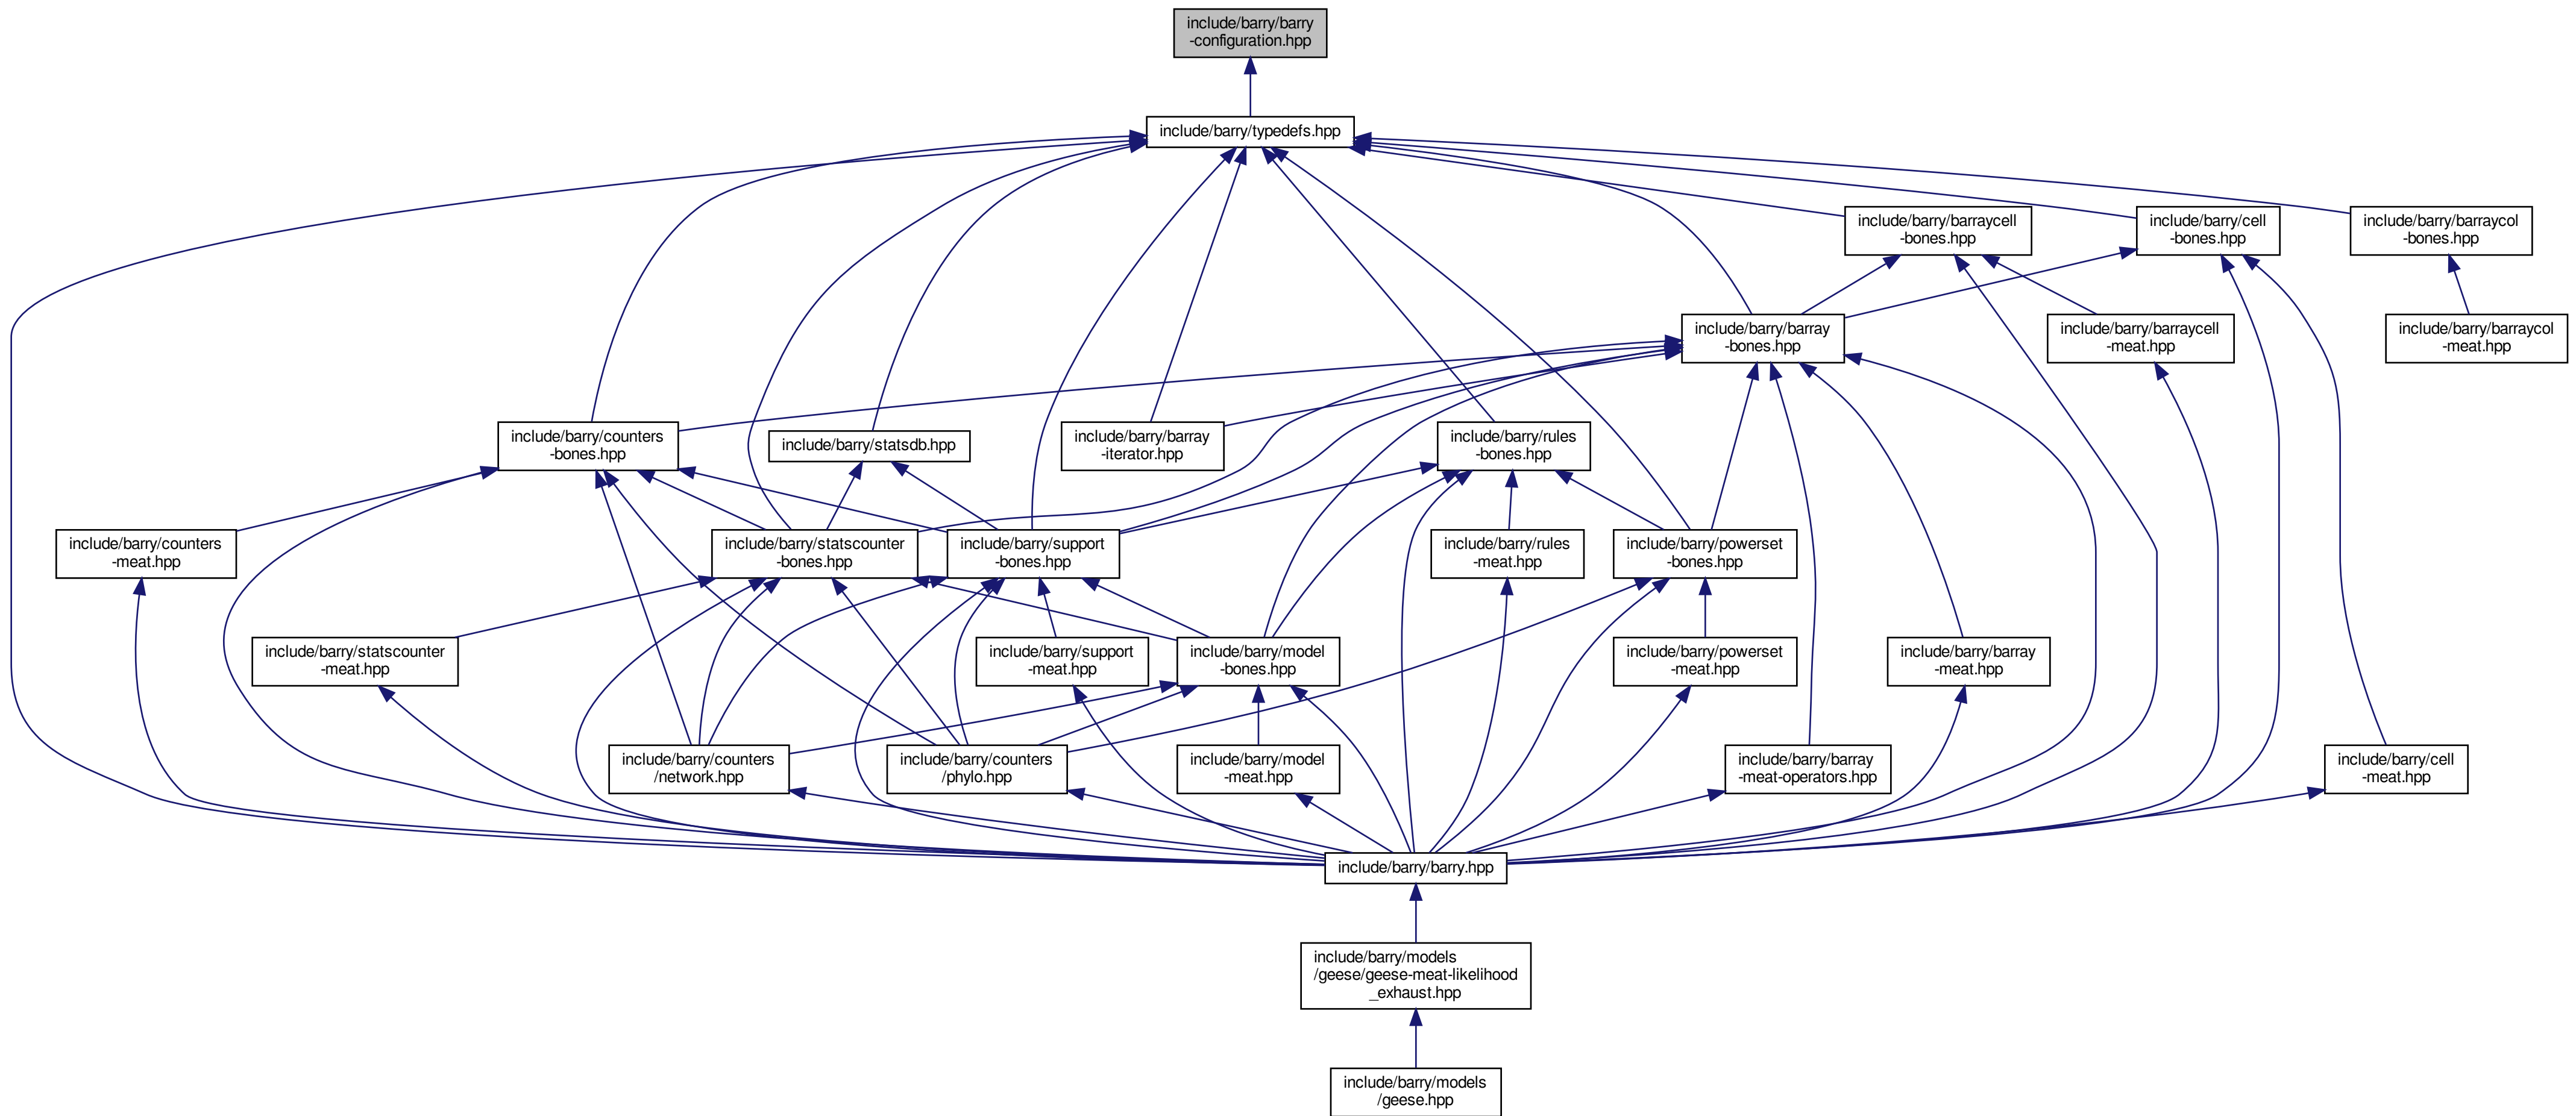 include/barry/barry
-configuration.hpp
include/barry/typedefs.hpp
include/barry/barraycell
-bones.hpp
include/barry/cell
-bones.hpp
include/barry/barraycol
-bones.hpp
include/barry/barray
-bones.hpp
include/barry/barraycell
-meat.hpp
include/barry/barraycol
-meat.hpp
include/barry/counters
-bones.hpp
include/barry/statsdb.hpp
include/barry/barray
-iterator.hpp
include/barry/rules
-bones.hpp
include/barry/counters
-meat.hpp
include/barry/statscounter
-bones.hpp
include/barry/support
-bones.hpp
include/barry/rules
-meat.hpp
include/barry/powerset
-bones.hpp
include/barry/statscounter
-meat.hpp
include/barry/support
-meat.hpp
include/barry/model
-bones.hpp
include/barry/powerset
-meat.hpp
include/barry/barray
-meat.hpp
include/barry/counters
/network.hpp
include/barry/counters
/phylo.hpp
include/barry/model
-meat.hpp
include/barry/barray
-meat-operators.hpp
include/barry/cell
-meat.hpp
include/barry/barry.hpp
include/barry/models
/geese/geese-meat-likelihood
_exhaust.hpp
include/barry/models
/geese.hpp